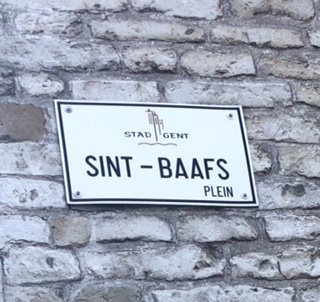 STAD GENT
SINT - BAAFS
PLEIN